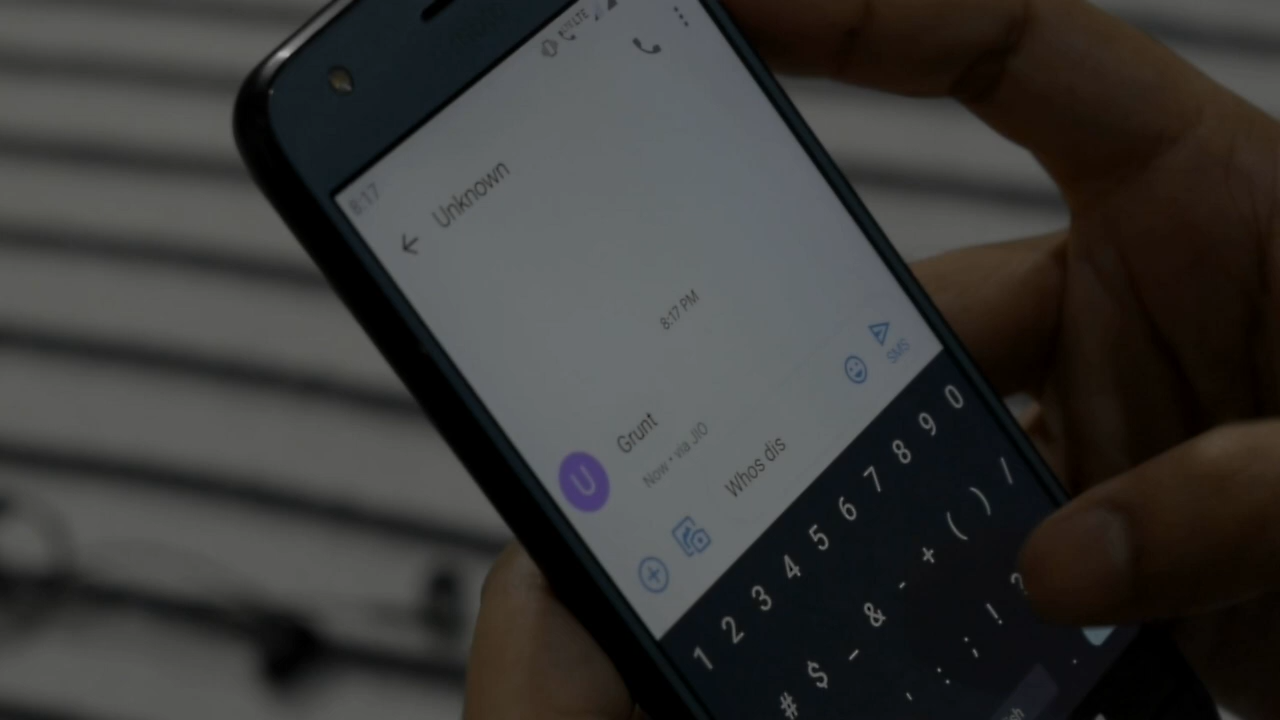 8:17
LTE
Unknown
8:17 PM
U
Grunt
Now • via JIO
Whos dis
SMS
1 2 3 4 5 6 7 8 9 0
# $ – & - + ( ) /
' : ; ! ?
.